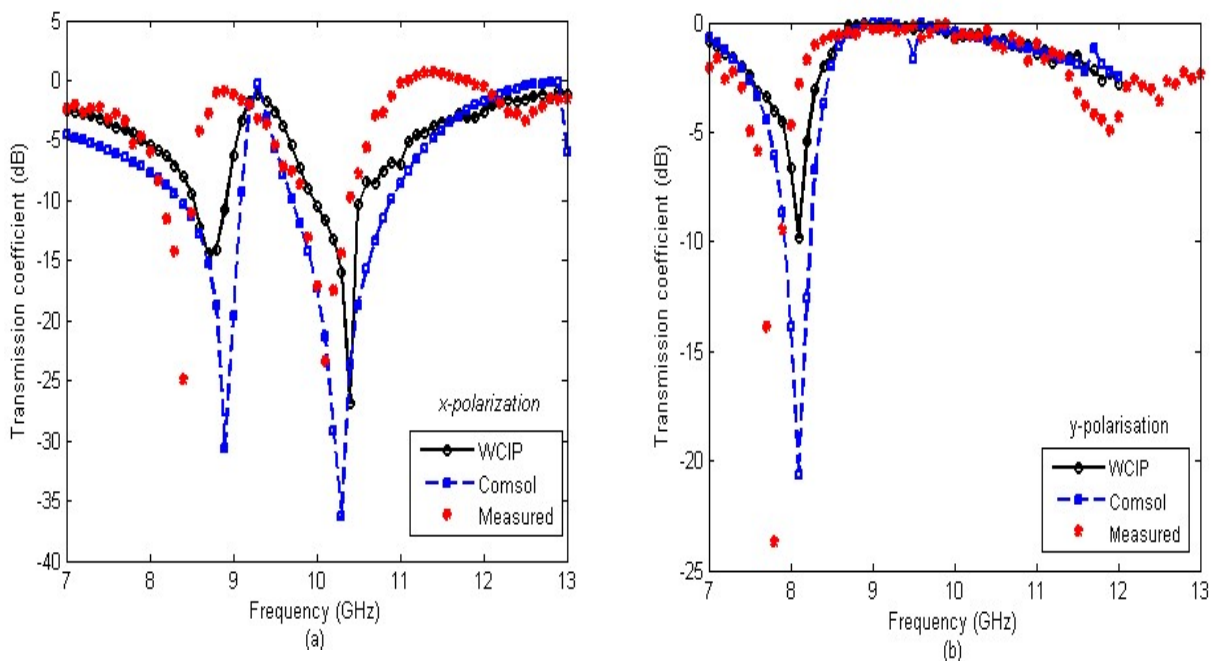 5
0
-5
-10
-15
-20
-25
-30
-35
-40
Transmission coefficient (dB)
7 8 9 10 11 12 13
Frequency (GHz)
(a)
x-polarization
WCIP
Comsol
Measured
0
-5
-10
-15
-20
-25
Transmission coefficient (dB)
7 8 9 10 11 12 13
Frequency (GHz)
(b)
y-polarisation
WCIP
Comsol
Measured